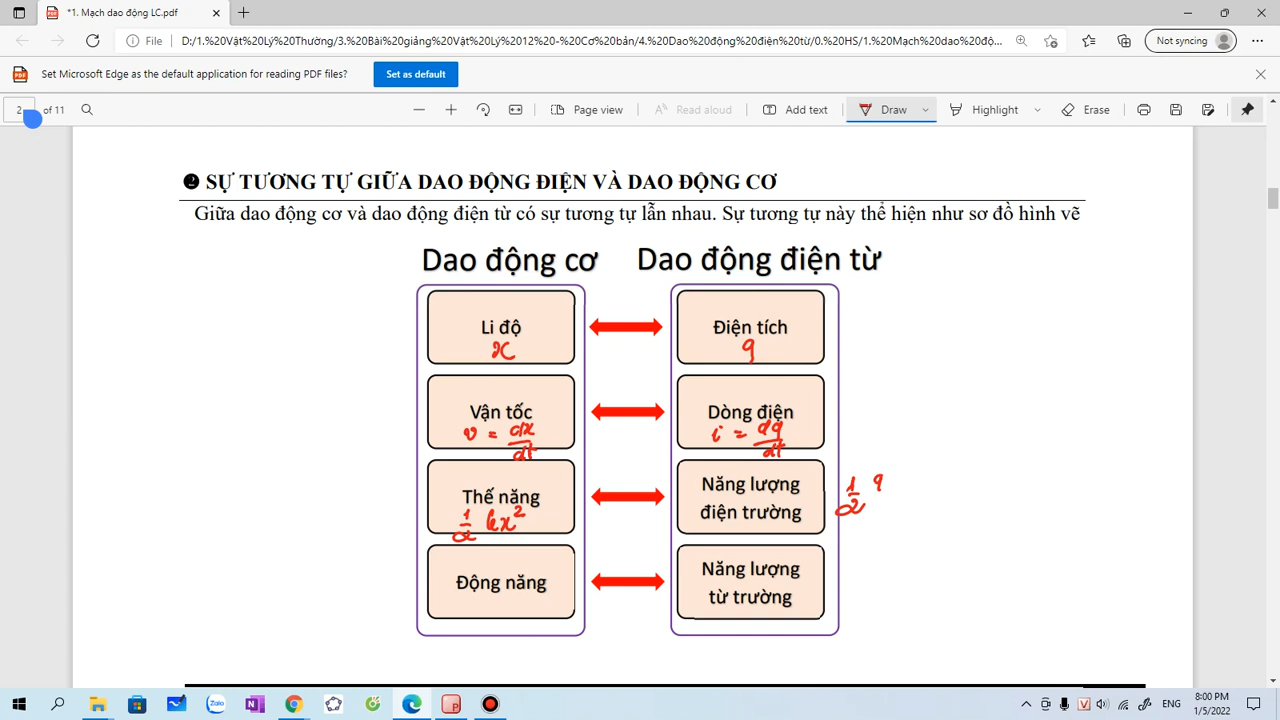 *1. Mạch dao động LC.pdf
File
D:/1.%20Vật%20Lý%20Thường/3.%20Bài%20giảng%20Vật%20Lý%2012%20-%20Cơ%20bản/4.%20Dao%20động%20điện%20từ/0.%20HS/1.%20Mạch%20dao%20độ...
Not syncing
Set Microsoft Edge as the default application for reading PDF files?
Set as default
2 of 11
Page view
Read aloud
Add text
Draw
Highlight
Erase
❷ SỰ TƯƠNG TỰ GIỮA DAO ĐỘNG ĐIỆN VÀ DAO ĐỘNG CƠ
Giữa dao động cơ và dao động điện từ có sự tương tự lẫn nhau. Sự tương tự này thể hiện như sơ đồ hình vẽ
Dao động cơ
Dao động điện từ
Li độ
x
Điện tích
q
Vận tốc
v = dx/dt
Dòng điện
i = dq/dt
Thế năng
1/2 kx²
Năng lượng
điện trường
1/2 q
Động năng
Năng lượng
từ trường
Zalo
ENG
8:00 PM
1/5/2022